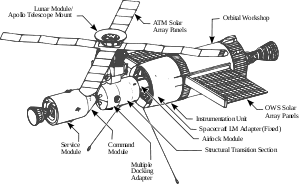 Lunar Module/
Apollo Telescope Mount
ATM Solar
Array Panels
Orbital Workshop
OWS Solar
Array Panels
Instrumentation Unit
Spacecraft LM Adapter (Fixed)
Airlock Module
Structural Transition Section
Service
Module
Command
Module
Multiple
Docking
Adapter